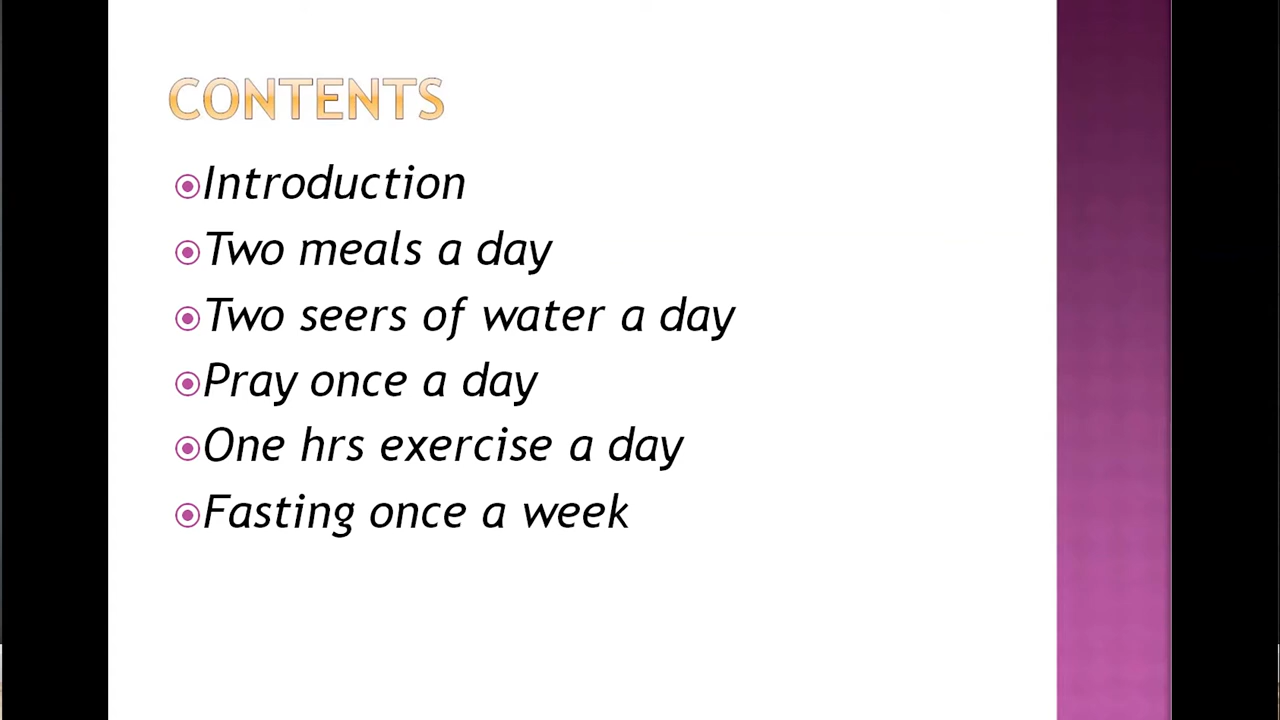 CONTENTS
Introduction
Two meals a day
Two seers of water a day
Pray once a day
One hrs exercise a day
Fasting once a week